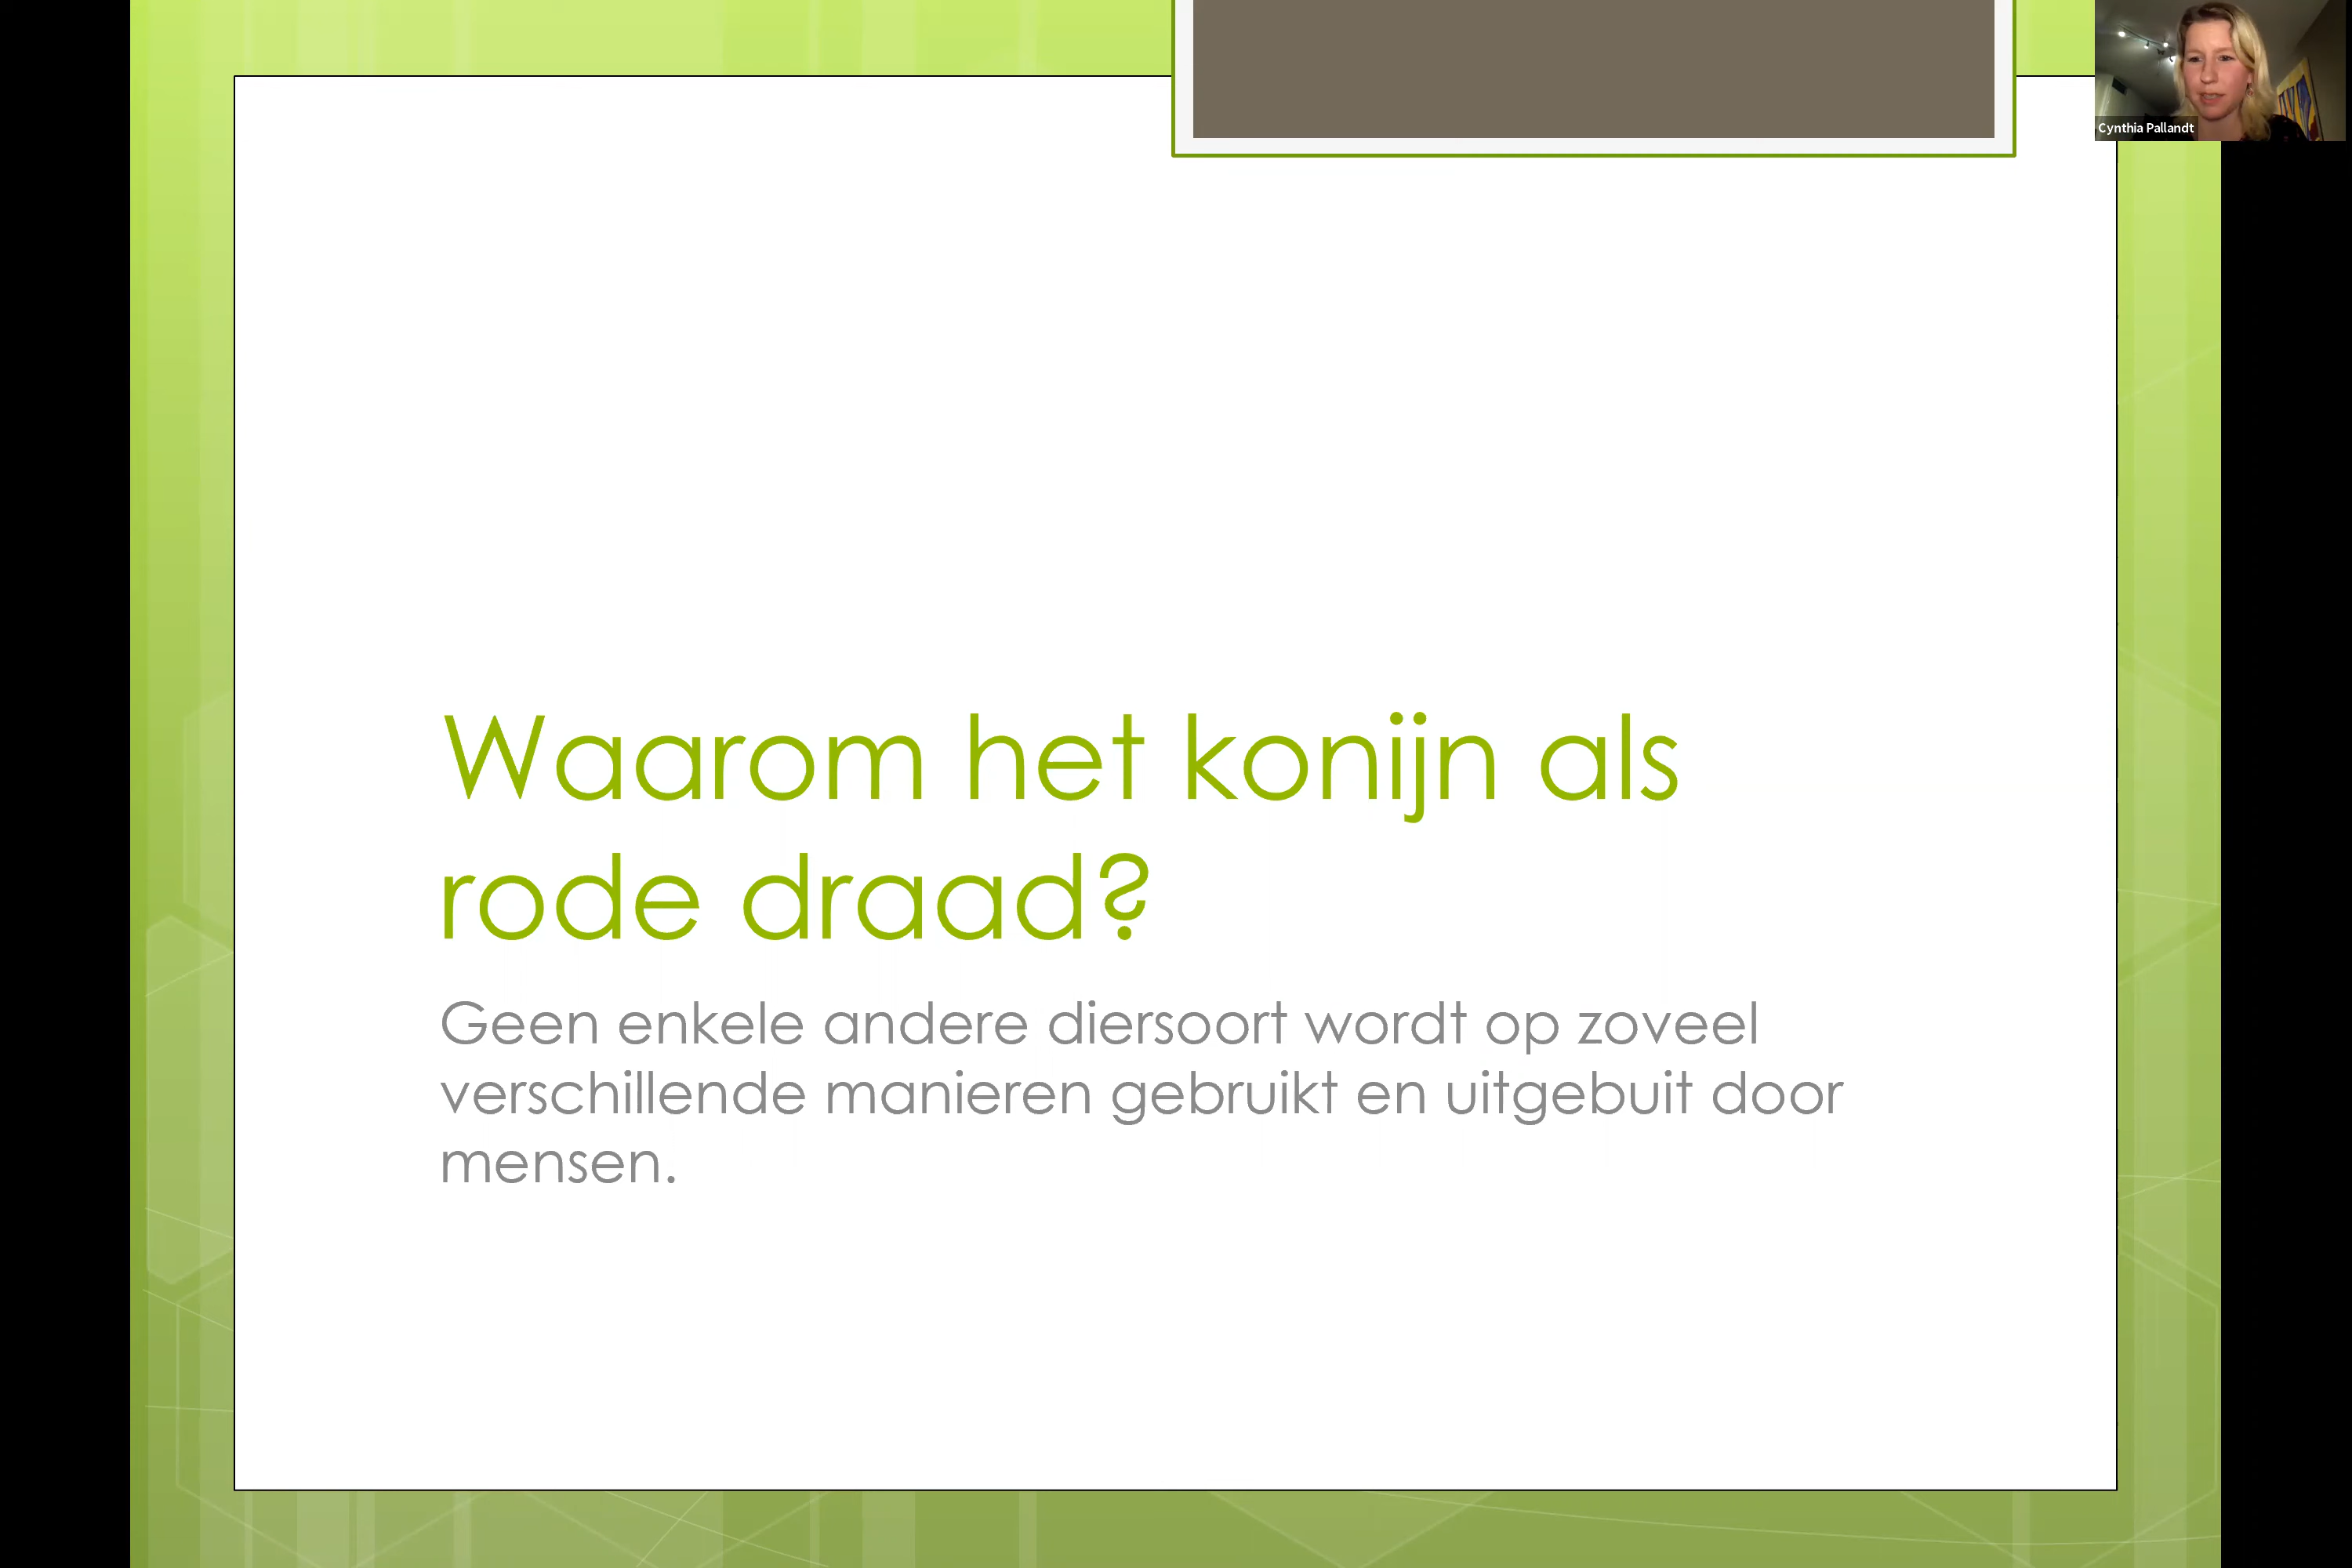 Cynthia Pallandt
Waarom het konijn als
rode draad?
Geen enkele andere diersoort wordt op zoveel
verschillende manieren gebruikt en uitgebuit door
mensen.